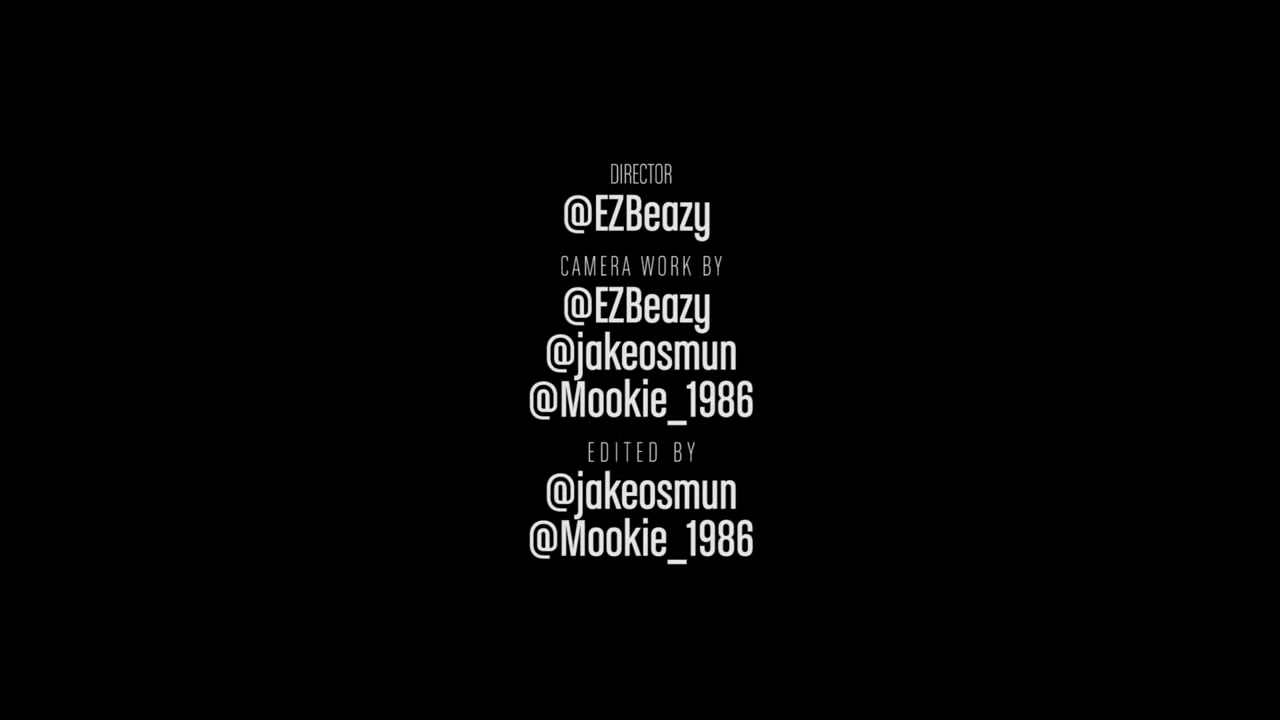 DIRECTOR
@EZBeazy
CAMERA WORK BY
@EZBeazy
@jakeosmun
@Mookie_1986
EDITED BY
@jakeosmun
@Mookie_1986